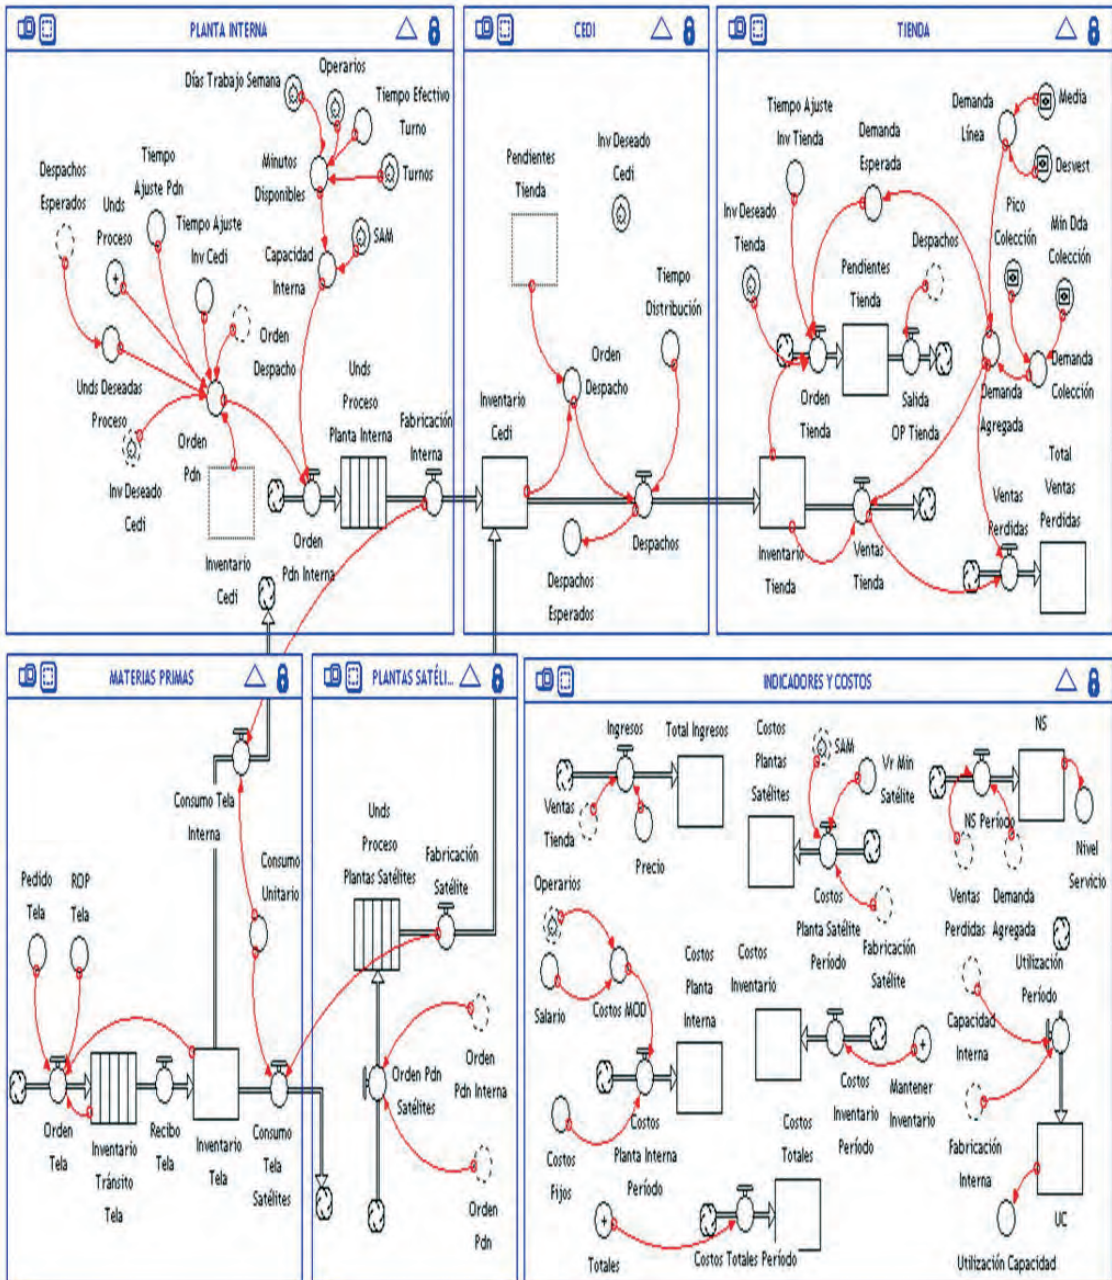 PLANTA INTERNA
Días Trabajo Semana
Operarios
Tiempo Efectivo
Turno
Despachos
Esperados
Unds
Proceso
Tiempo
Ajuste Pdn
Tiempo Ajuste
Inv Cedi
Minutos
Disponibles
Turnos
Capacidad
Interna
SAM
Orden
Despacho
Unds Deseadas
Proceso
Inv Deseado
Cedi
Orden
Pdn
Inventario
Cedi
Unds
Proceso
Planta Interna
Fabricación
Interna
Orden
Pdn Interna
CEDI
Pendientes
Tienda
Inv Deseado
Cedi
Tiempo
Distribución
Orden
Despacho
Inventario
Cedi
Despachos
Despachos
Esperados
TIENDA
Tiempo Ajuste
Inv Tienda
Demanda
Esperada
Demanda
Línea
Media
Desvest
Inv Deseado
Tienda
Despachos
Pendientes
Tienda
Pico
Colección
Min Dda
Colección
Orden
Tienda
Salida
OP Tienda
Demanda
Agregada
Demanda
Colección
Inventario
Tienda
Ventas
Tienda
Ventas
Perdidas
Total
Ventas
Perdidas
MATERIAS PRIMAS
Consumo Tela
Interna
Consumo
Unitario
Pedido
Tela
ROP
Tela
Orden
Tela
Inventario
Tránsito
Tela
Recibo
Tela
Inventario
Tela
Consumo
Tela
Satélites
PLANTAS SATÉLI...
Unds
Proceso
Plantas Satélites
Fabricación
Satélite
Orden Pdn
Satélites
Orden
Pdn Interna
Orden
Pdn
INDICADORES Y COSTOS
Ingresos
Total Ingresos
Ventas
Tienda
Precio
Costos
Plantas
Satélites
SAM
Vr Min
Satélite
Costos
Planta Satélite
Período
Fabricación
Satélite
NS
NS Período
Ventas
Perdidas
Demanda
Agregada
Nivel
Servicio
Operarios
Salario
Costos MOD
Costos
Planta
Interna
Costos
Fijos
Costos
Planta Interna
Período
Costos
Inventario
Costos
Inventario
Período
Mantener
Inventario
Utilización
Período
Capacidad
Interna
Fabricación
Interna
UC
Utilización Capacidad
Costos
Totales
Totales
Costos Totales Período